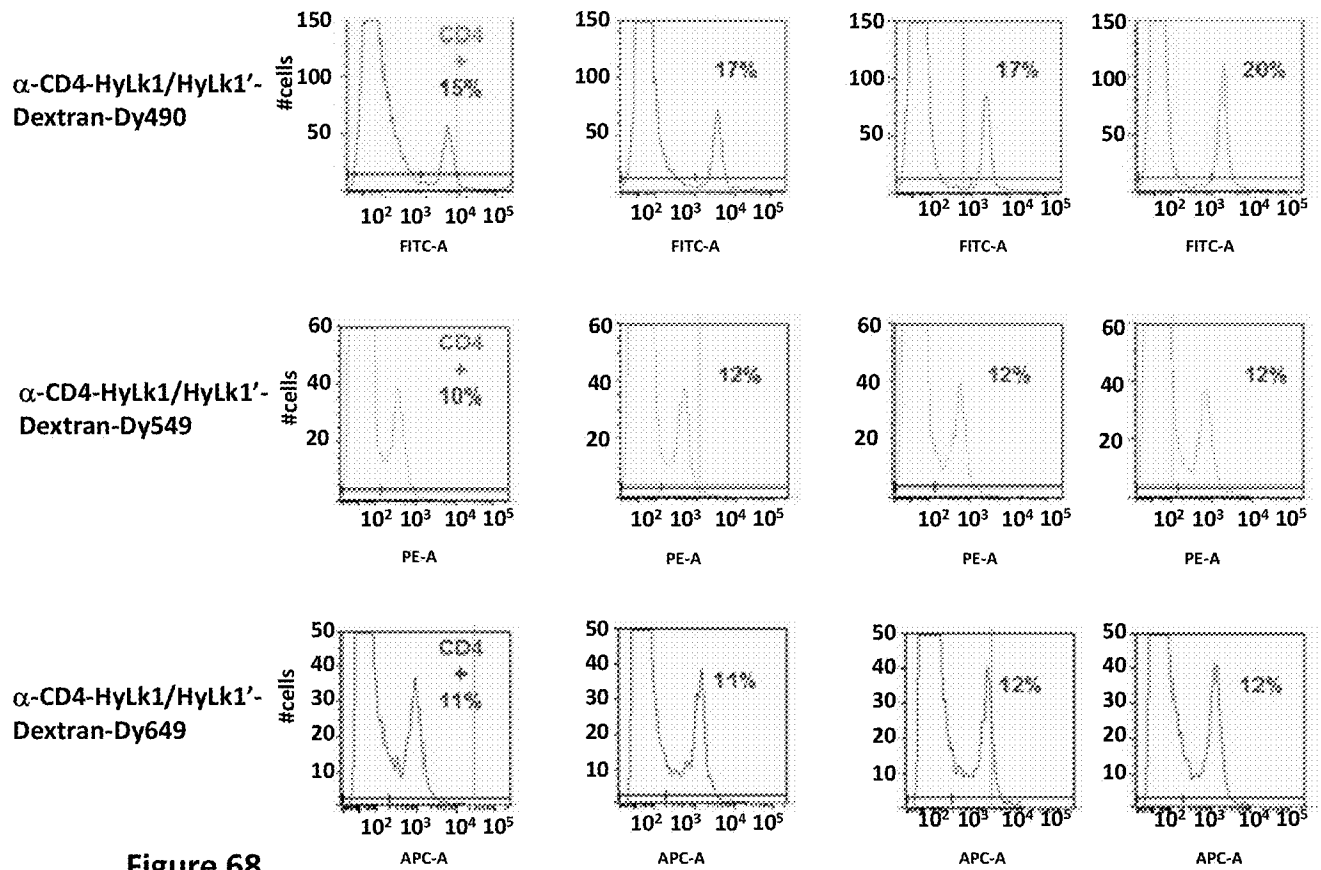 α-CD4-HyLk1/HyLk1'-
Dextran-Dy490
#cells
150
100
50
CD4
+
15%
10² 10³ 10⁴ 10⁵
FITC-A
150
100
50
17%
10² 10³ 10⁴ 10⁵
FITC-A
150
100
50
17%
10² 10³ 10⁴ 10⁵
FITC-A
150
100
50
20%
10² 10³ 10⁴ 10⁵
FITC-A
α-CD4-HyLk1/HyLk1'-
Dextran-Dy549
#cells
60
40
20
CD4
+
10%
10² 10³ 10⁴ 10⁵
PE-A
60
40
20
12%
10² 10³ 10⁴ 10⁵
PE-A
60
40
20
12%
10² 10³ 10⁴ 10⁵
PE-A
60
40
20
12%
10² 10³ 10⁴ 10⁵
PE-A
α-CD4-HyLk1/HyLk1'-
Dextran-Dy649
#cells
50
40
30
20
10
CD4
+
11%
10² 10³ 10⁴ 10⁵
APC-A
50
40
30
20
10
11%
10² 10³ 10⁴ 10⁵
APC-A
50
40
30
20
10
12%
10² 10³ 10⁴ 10⁵
APC-A
50
40
30
20
10
12%
10² 10³ 10⁴ 10⁵
APC-A
Figure 68